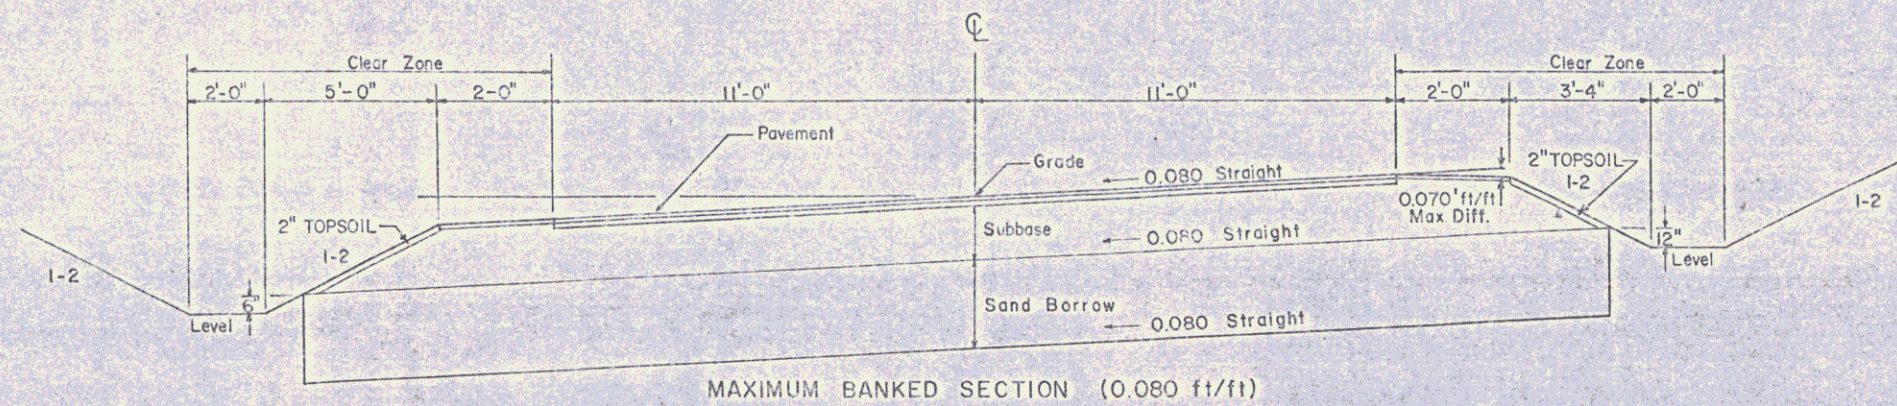 ℄
Clear Zone
Clear Zone
2'-0"
5'-0"
2-0"
11'-0"
11'-0"
2'-0"
3'-4"
2'-0"
Pavement
Grade
0.080 Straight
2" TOPSOIL
1-2
1-2
0.070' ft/ft
Max. Diff.
2" TOPSOIL
1-2
Subbase
0.080 Straight
12"
Level
1-2
6"
Level
Sand Borrow
0.080 Straight
MAXIMUM BANKED SECTION (0.080 ft/ft)